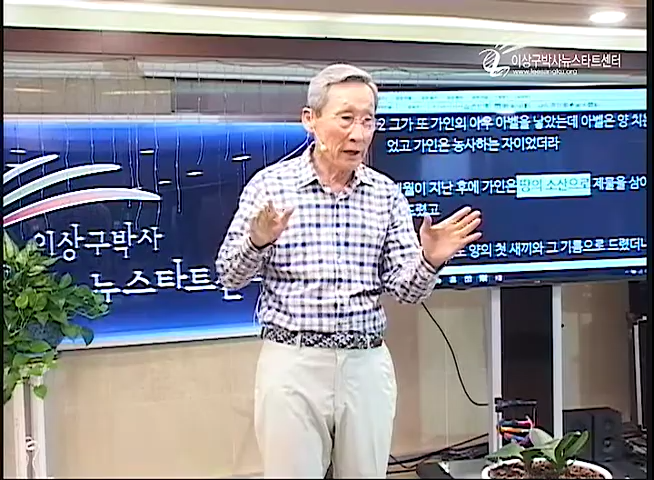 이상구박사뉴스타트센터
www.leesangku.org
2 그가 또 가인의 아우 아벨을 낳았는데 아벨은 양 치는
었고 가인은 농사하는 자이었더라
세월이 지난 후에 가인은 땅의 소산으로 제물을 삼아
드렸고
양의 첫 새끼와 그 기름으로 드렸더니
이상구박사
뉴스타트